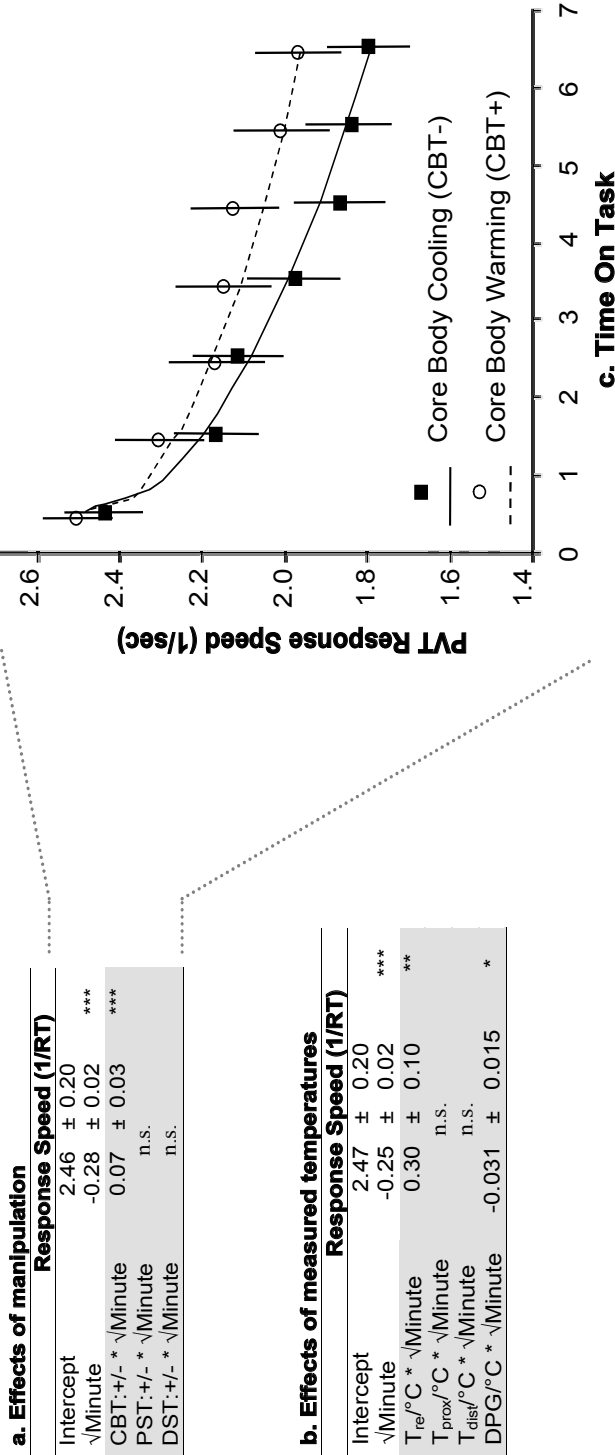 a. Effects of manipulation
Response Speed (1/RT)
Intercept 2.46 ± 0.20
√Minute -0.28 ± 0.02 ***
CBT:+/- * √Minute 0.07 ± 0.03 ***
PST:+/- * √Minute n.s.
DST:+/- * √Minute n.s.
b. Effects of measured temperatures
Response Speed (1/RT)
Intercept 2.47 ± 0.20
√Minute -0.25 ± 0.02 ***
Tre/°C * √Minute 0.30 ± 0.10 **
Tprox/°C * √Minute n.s.
Tdist/°C * √Minute n.s.
DPG/°C * √Minute -0.031 ± 0.015 *
PVT Response Speed (1/sec)
2.6
2.4
2.2
2.0
1.8
1.6
1.4
Core Body Cooling (CBT-)
Core Body Warming (CBT+)
0 1 2 3 4 5 6 7
c. Time On Task